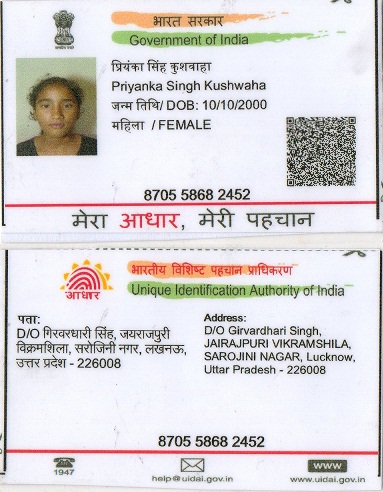 भारत सरकार
Government of India
प्रियंका सिंह कुशवाहा
Priyanka Singh Kushwaha
जन्म तिथि/ DOB: 10/10/2000
महिला / FEMALE
8705 5868 2452
मेरा आधार, मेरी पहचान
भारतीय विशिष्ट पहचान प्राधिकरण
Unique Identification Authority of India
आधार
पता:
D/O गिरवरधारी सिंह, जयराजपुरी
विक्रमशिला, सरोजिनी नगर, लखनऊ,
उत्तर प्रदेश - 226008
Address:
D/O Girvardhari Singh,
JAIRAJPURI VIKRAMSHILA,
SAROJINI NAGAR, Lucknow,
Uttar Pradesh - 226008
8705 5868 2452
1947
help@uidai.gov.in
www
www.uidai.gov.in